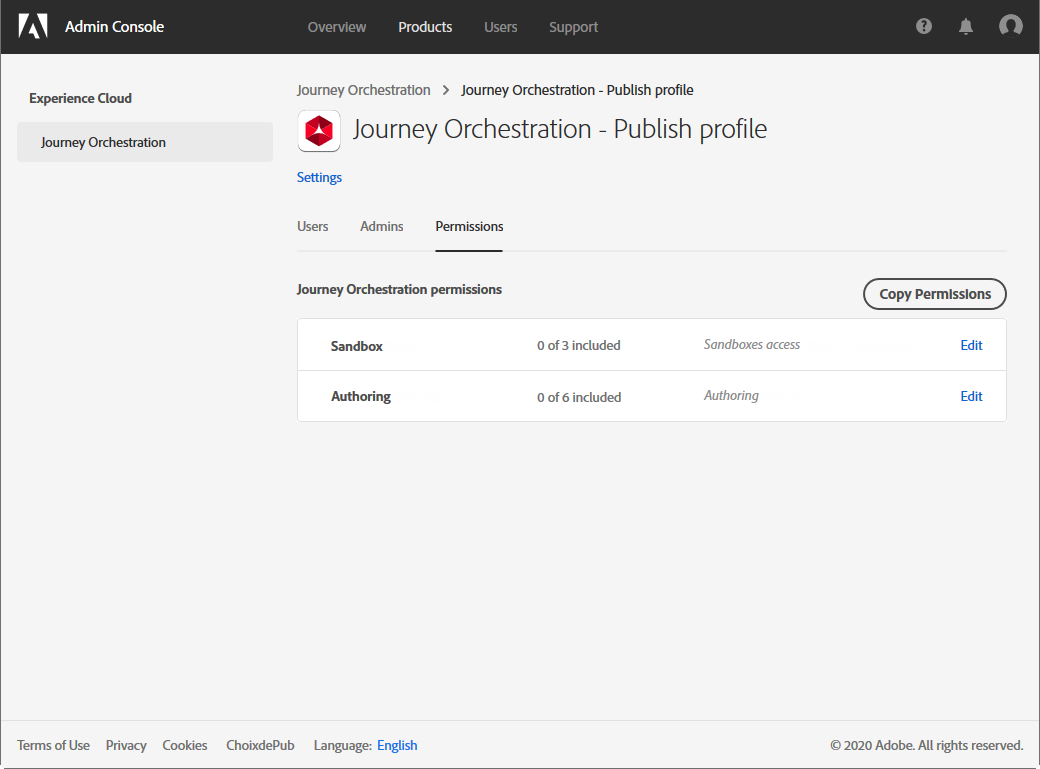 Admin Console Overview Products Users Support
Experience Cloud
Journey Orchestration
Journey Orchestration > Journey Orchestration - Publish profile
Journey Orchestration - Publish profile
Settings
Users Admins Permissions
Journey Orchestration permissions
Copy Permissions
Sandbox 0 of 3 included Sandboxes access Edit
Authoring 0 of 6 included Authoring Edit
Terms of Use Privacy Cookies ChoixdePub Language: English © 2020 Adobe. All rights reserved.